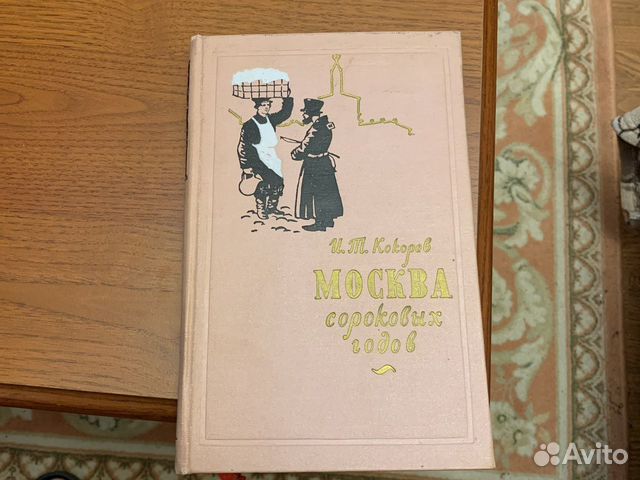 И. Т. Кокорев
МОСКВА
сороковых
годов
Avito